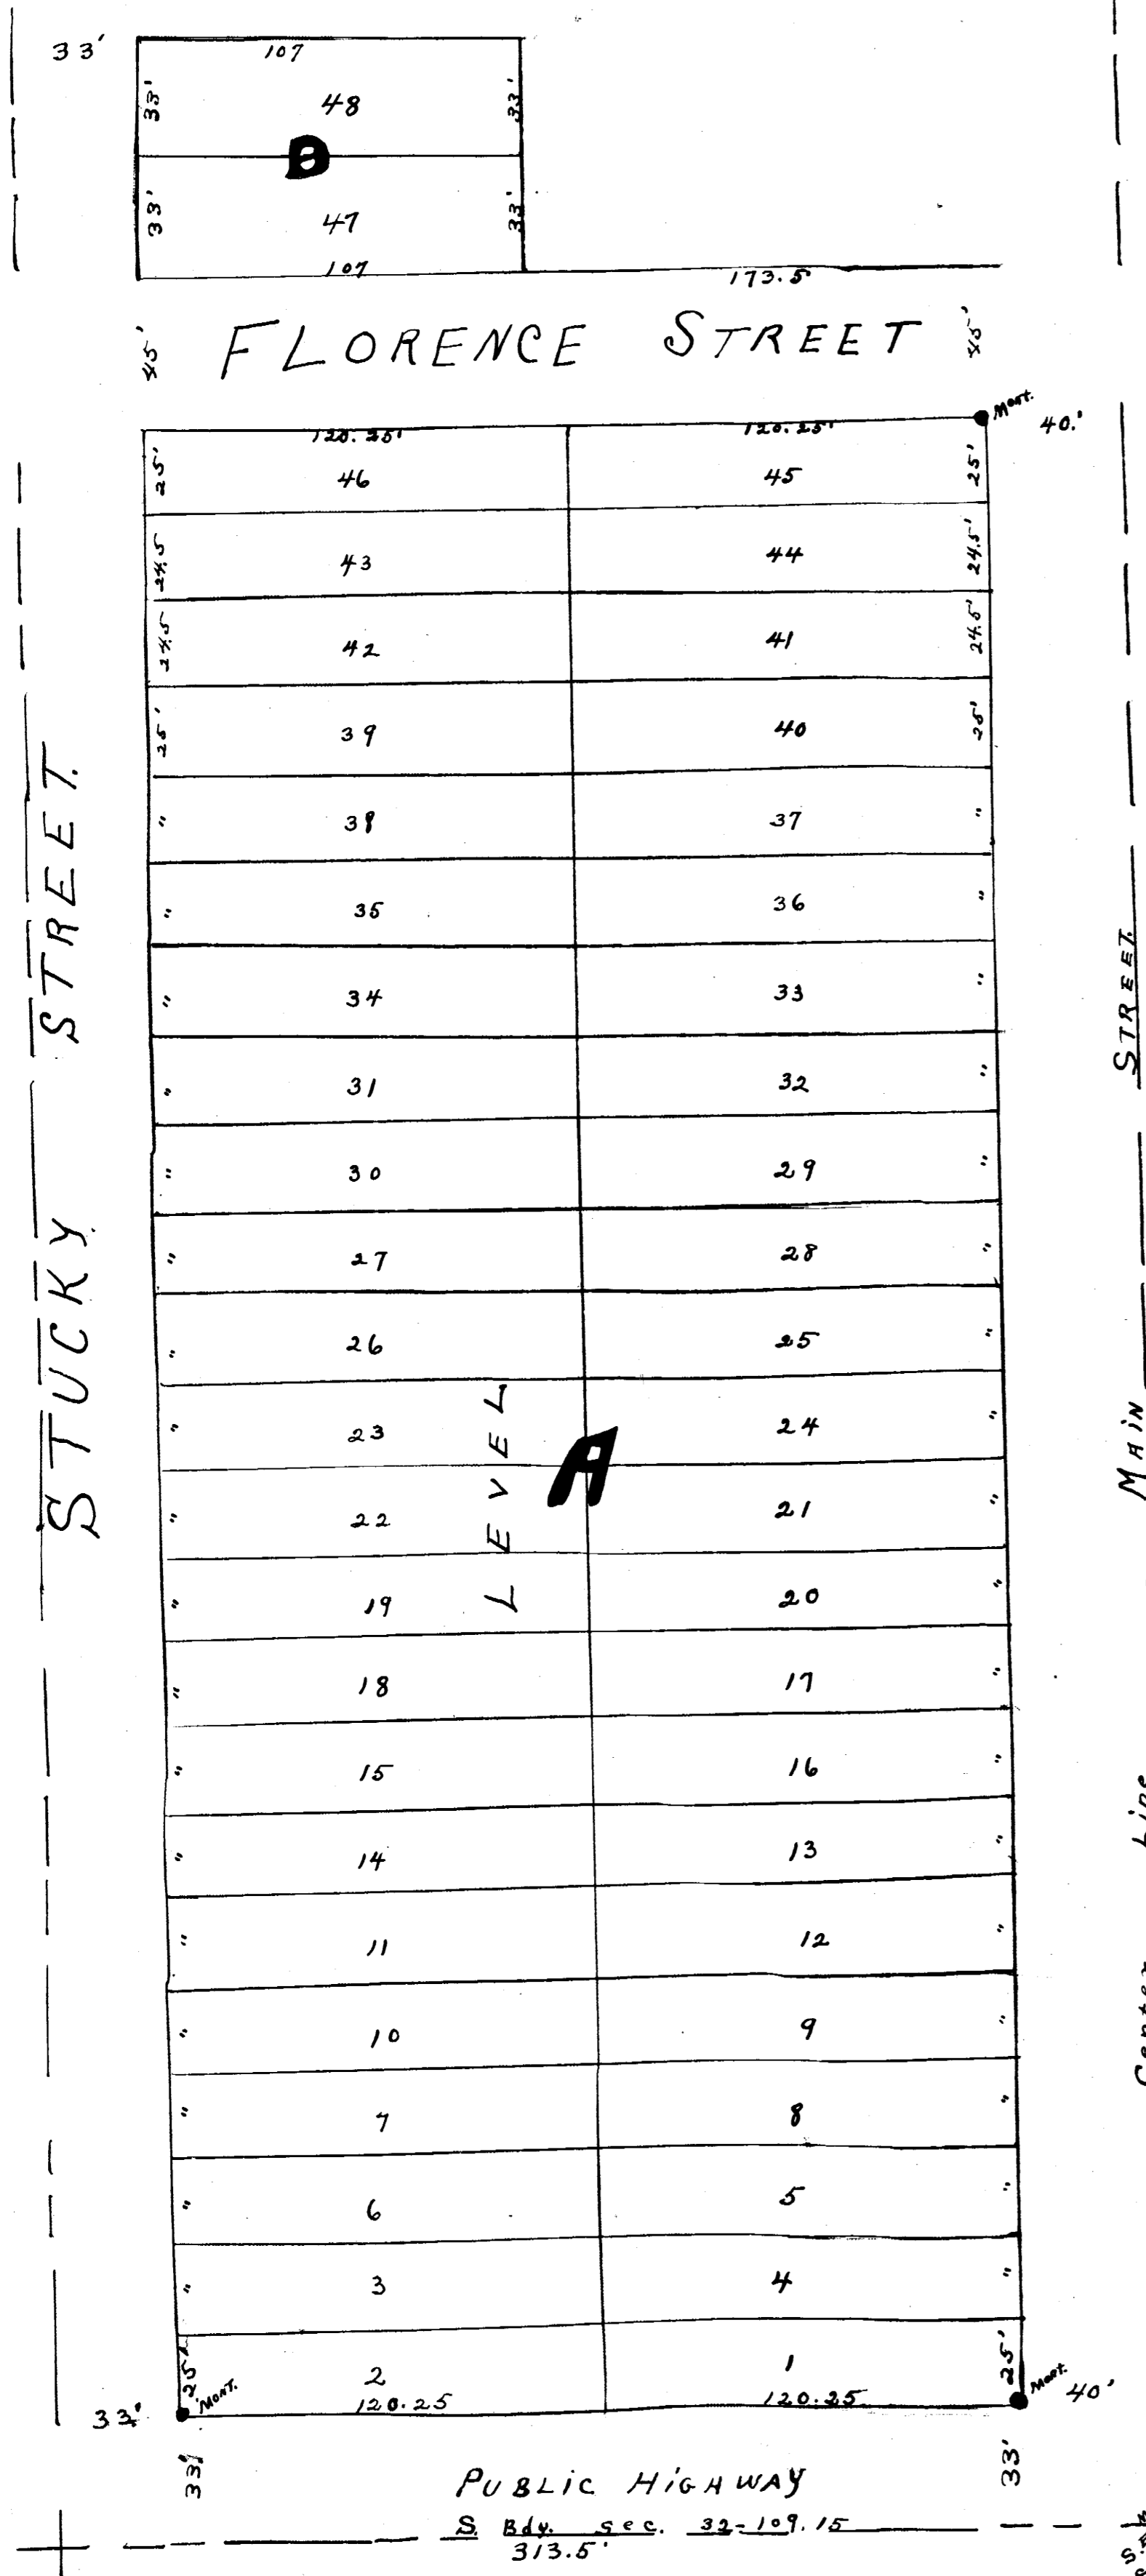 33' 107
33' 48 33'
B
33' 47 33'
107 173.5
45' FLORENCE STREET 45'
Mont.
120.25' 120.25' 40.'
25' 46 45 25'
24.5 43 44 24.5'
24.5 42 41 24.5'
25' 39 40 25'
" 38 37 "
" 35 36 "
" 34 33 "
" 31 32 "
" 30 29 "
" 27 28 "
" 26 25 "
" 23 24 "
" 22 21 "
" 19 20 "
" 18 17 "
" 15 16 "
" 14 13 "
" 11 12 "
" 10 9 "
" 7 8 "
" 6 5 "
" 3 4 "
25' 2 1 25'
120.25 120.25
33' Mont. Mont. 40'
LEVEL
A
STUCKY STREET.
Center Line MAIN STREET.
33' 33'
PUBLIC HIGHWAY
S. Bdy. sec. 32-109.15
313.5'